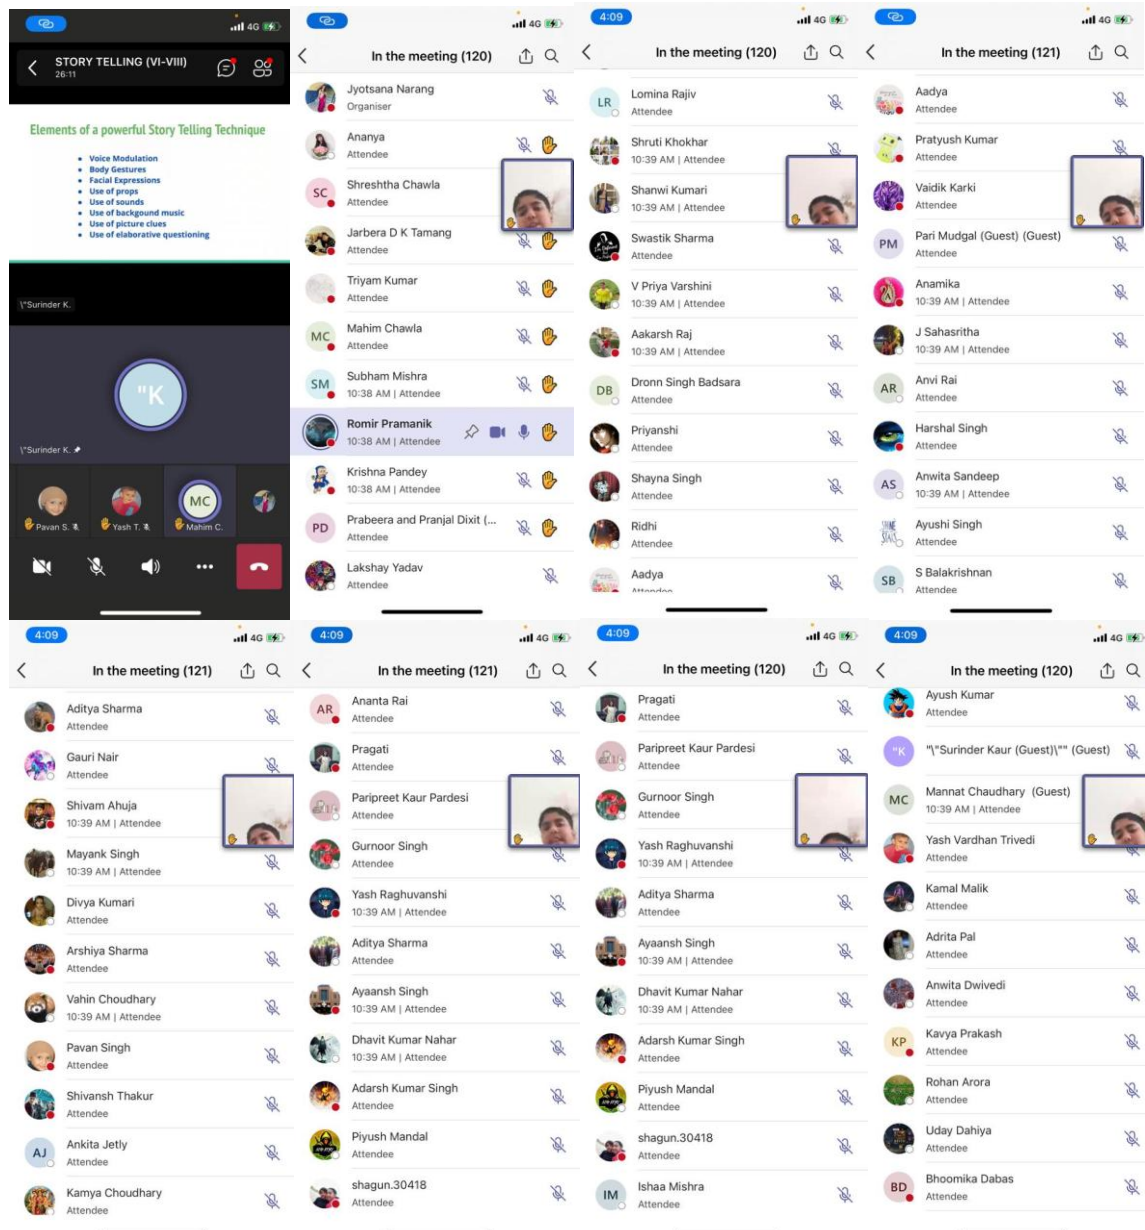 4G
STORY TELLING (VI-VIII)
26:11
Elements of a powerful Story Telling Technique
• Voice Modulation
• Body Gestures
• Facial Expressions
• Use of props
• Use of sounds
• Use of backgound music
• Use of picture clues
• Use of elaborative questioning
\"Surinder K.
"K
\"Surinder K.
Pavan S.
Yash T.
MC
Mahim C.
4G
In the meeting (120)
Jyotsana Narang
Organiser
Ananya
Attendee
SC
Shreshtha Chawla
Attendee
Jarbera D K Tamang
Attendee
Triyam Kumar
Attendee
MC
Mahim Chawla
Attendee
SM
Subham Mishra
10:38 AM | Attendee
Romir Pramanik
10:38 AM | Attendee
Krishna Pandey
10:38 AM | Attendee
PD
Prabeera and Pranjal Dixit (...
Attendee
Lakshay Yadav
Attendee
4:09
4G
In the meeting (120)
LR
Lomina Rajiv
Attendee
Shruti Khokhar
10:39 AM | Attendee
Shanwi Kumari
10:39 AM | Attendee
Swastik Sharma
Attendee
V Priya Varshini
10:39 AM | Attendee
Aakarsh Raj
10:39 AM | Attendee
DB
Dronn Singh Badsara
Attendee
Priyanshi
Attendee
Shayna Singh
Attendee
Ridhi
Attendee
Aadya
Attendee
4G
In the meeting (121)
Aadya
Attendee
Pratyush Kumar
Attendee
Vaidik Karki
Attendee
PM
Pari Mudgal (Guest) (Guest)
Attendee
Anamika
10:39 AM | Attendee
J Sahasritha
10:39 AM | Attendee
AR
Anvi Rai
Attendee
Harshal Singh
Attendee
AS
Anwita Sandeep
10:39 AM | Attendee
Ayushi Singh
Attendee
SB
S Balakrishnan
Attendee
4:09
4G
In the meeting (121)
Aditya Sharma
Attendee
Gauri Nair
Attendee
Shivam Ahuja
10:39 AM | Attendee
Mayank Singh
10:39 AM | Attendee
Divya Kumari
Attendee
Arshiya Sharma
Attendee
Vahin Choudhary
10:39 AM | Attendee
Pavan Singh
Attendee
Shivansh Thakur
Attendee
AJ
Ankita Jetly
Attendee
Kamya Choudhary
Attendee
4:09
4G
In the meeting (121)
AR
Ananta Rai
Attendee
Pragati
Attendee
Paripreet Kaur Pardesi
Attendee
Gurnoor Singh
Attendee
Yash Raghuvanshi
10:39 AM | Attendee
Aditya Sharma
Attendee
Ayaansh Singh
10:39 AM | Attendee
Dhavit Kumar Nahar
10:39 AM | Attendee
Adarsh Kumar Singh
Attendee
Piyush Mandal
Attendee
shagun.30418
Attendee
4:09
4G
In the meeting (120)
Pragati
Attendee
Paripreet Kaur Pardesi
Attendee
Gurnoor Singh
Attendee
Yash Raghuvanshi
10:39 AM | Attendee
Aditya Sharma
Attendee
Ayaansh Singh
10:39 AM | Attendee
Dhavit Kumar Nahar
10:39 AM | Attendee
Adarsh Kumar Singh
Attendee
Piyush Mandal
Attendee
shagun.30418
Attendee
IM
Ishaa Mishra
Attendee
4:09
4G
In the meeting (120)
Ayush Kumar
Attendee
"K
"\"Surinder Kaur (Guest)\"" (Guest)
MC
Mannat Chaudhary (Guest)
10:39 AM | Attendee
Yash Vardhan Trivedi
Attendee
Kamal Malik
Attendee
Adrita Pal
Attendee
Anwita Dwivedi
Attendee
KP
Kavya Prakash
Attendee
Rohan Arora
Attendee
Uday Dahiya
Attendee
BD
Bhoomika Dabas
Attendee